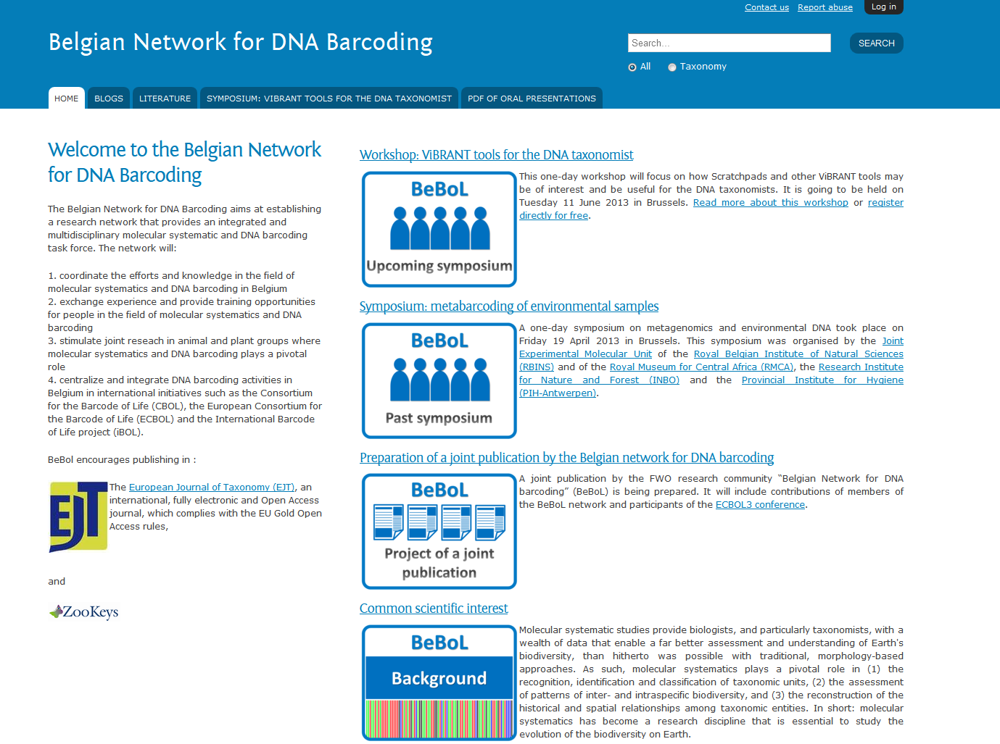 Contact us Report abuse Log in
Belgian Network for DNA Barcoding
Search...
SEARCH
All Taxonomy
HOME BLOGS LITERATURE SYMPOSIUM: VIBRANT TOOLS FOR THE DNA TAXONOMIST PDF OF ORAL PRESENTATIONS
Welcome to the Belgian Network
for DNA Barcoding
The Belgian Network for DNA Barcoding aims at establishing
a research network that provides an integrated and
multidisciplinary molecular systematic and DNA barcoding
task force. The network will:
1. coordinate the efforts and knowledge in the field of
molecular systematics and DNA barcoding in Belgium
2. exchange experience and provide training opportunities
for people in the field of molecular systematics and DNA
barcoding
3. stimulate joint reseach in animal and plant groups where
molecular systematics and DNA barcoding plays a pivotal
role
4. centralize and integrate DNA barcoding activities in
Belgium in international initiatives such as the Consortium
for the Barcode of Life (CBOL), the European Consortium for
the Barcode of Life (ECBOL) and the International Barcode
of Life project (iBOL).
BeBol encourages publishing in :
EJT
The European Journal of Taxonomy (EJT), an
international, fully electronic and Open Access
journal, which complies with the EU Gold Open
Access rules,
and
ZooKeys
Workshop: ViBRANT tools for the DNA taxonomist
BeBoL
Upcoming symposium
This one-day workshop will focus on how Scratchpads and other ViBRANT tools may
be of interest and be useful for the DNA taxonomists. It is going to be held on
Tuesday 11 June 2013 in Brussels. Read more about this workshop or register
directly for free.
Symposium: metabarcoding of environmental samples
BeBoL
Past symposium
A one-day symposium on metagenomics and environmental DNA took place on
Friday 19 April 2013 in Brussels. This symposium was organised by the Joint
Experimental Molecular Unit of the Royal Belgian Institute of Natural Sciences
(RBINS) and of the Royal Museum for Central Africa (RMCA), the Research Institute
for Nature and Forest (INBO) and the Provincial Institute for Hygiene
(PIH-Antwerpen).
Preparation of a joint publication by the Belgian network for DNA barcoding
BeBoL
Project of a joint
publication
A joint publication by the FWO research community “Belgian Network for DNA
barcoding” (BeBoL) is being prepared. It will include contributions of members of
the BeBoL network and participants of the ECBOL3 conference.
Common scientific interest
BeBoL
Background
Molecular systematic studies provide biologists, and particularly taxonomists, with a
wealth of data that enable a far better assessment and understanding of Earth's
biodiversity, than hitherto was possible with traditional, morphology-based
approaches. As such, molecular systematics plays a pivotal role in (1) the
recognition, identification and classification of taxonomic units, (2) the assessment
of patterns of inter- and intraspecific biodiversity, and (3) the reconstruction of the
historical and spatial relationships among taxonomic entities. In short: molecular
systematics has become a research discipline that is essential to study the
evolution of the biodiversity on Earth.